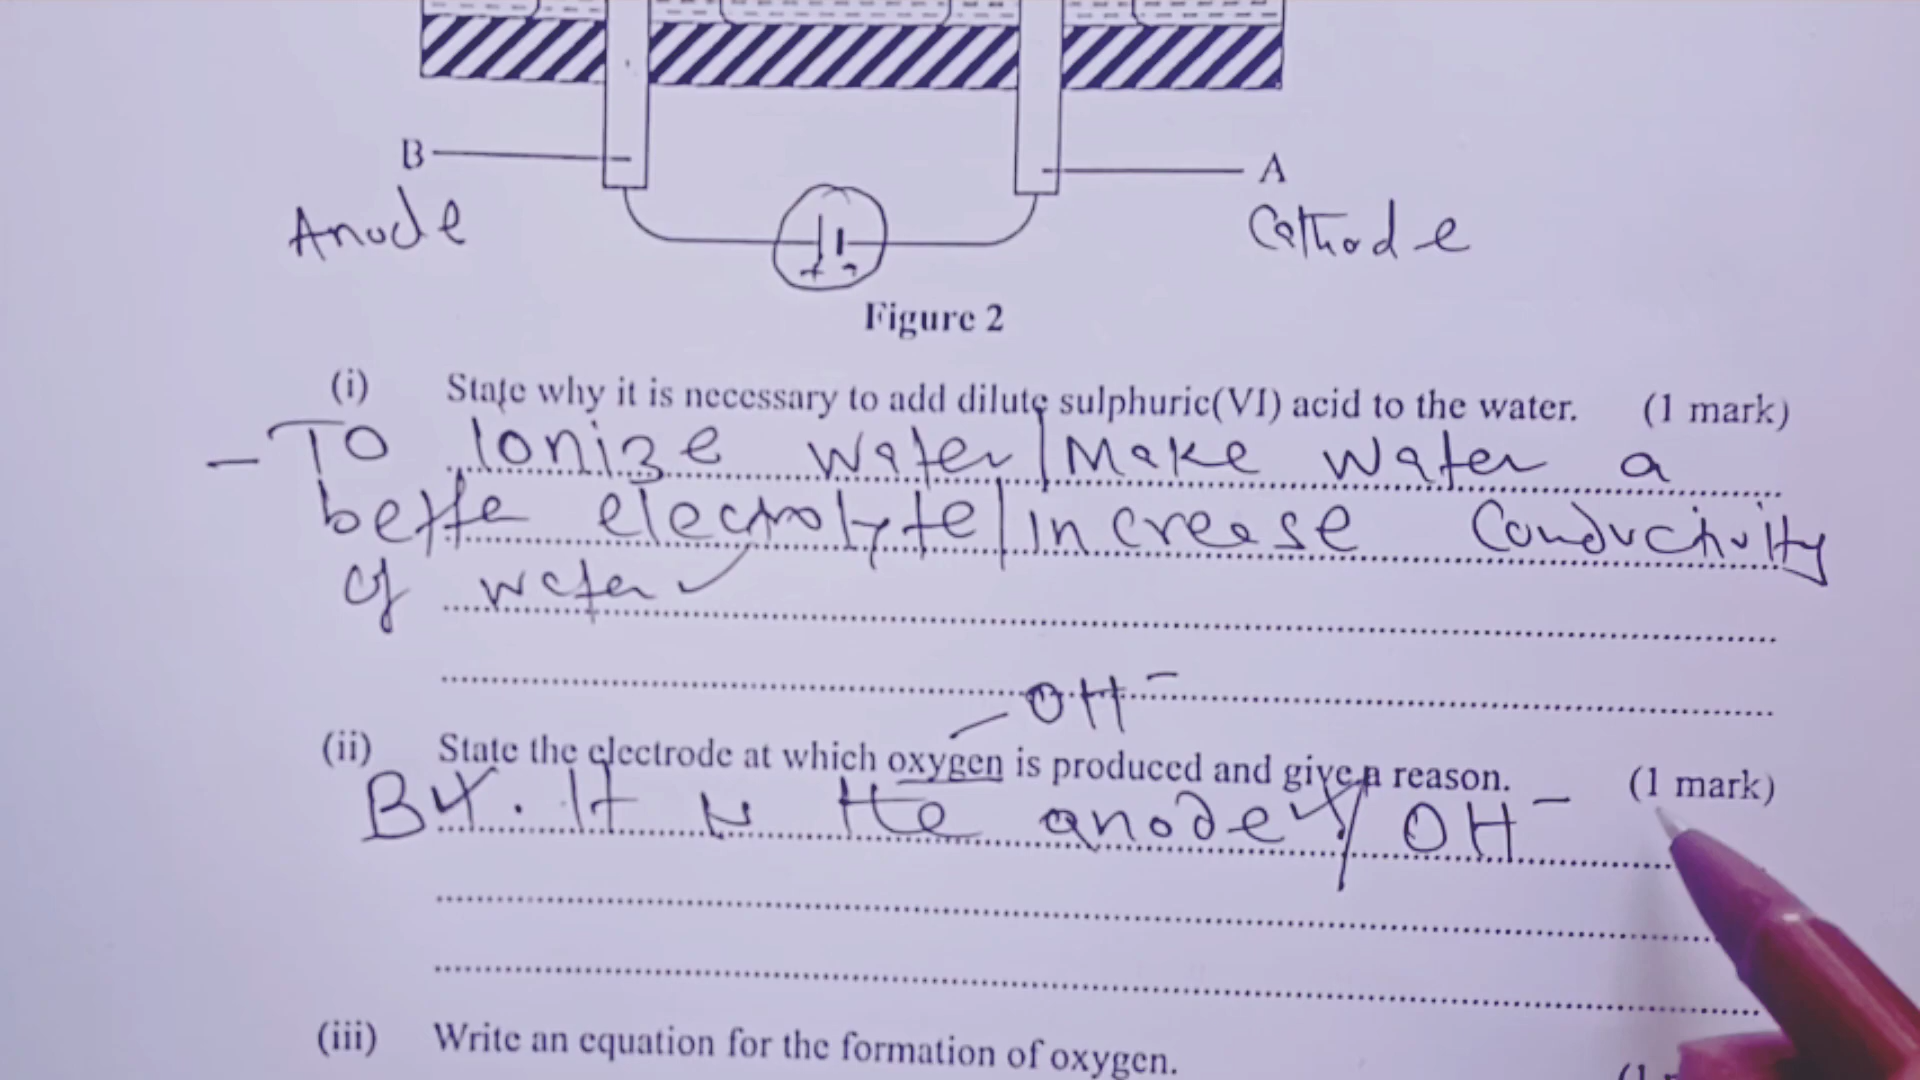 B
A
Anode
Cathode
+ -
Figure 2
(i) State why it is necessary to add dilute sulphuric(VI) acid to the water. (1 mark)
- To Ionize water/Make water a
better electrolyte/increase conductivity
of water
OH-
(ii) State the electrode at which oxygen is produced and give a reason. (1 mark)
B. It is the anode/OH-
(iii) Write an equation for the formation of oxygen.